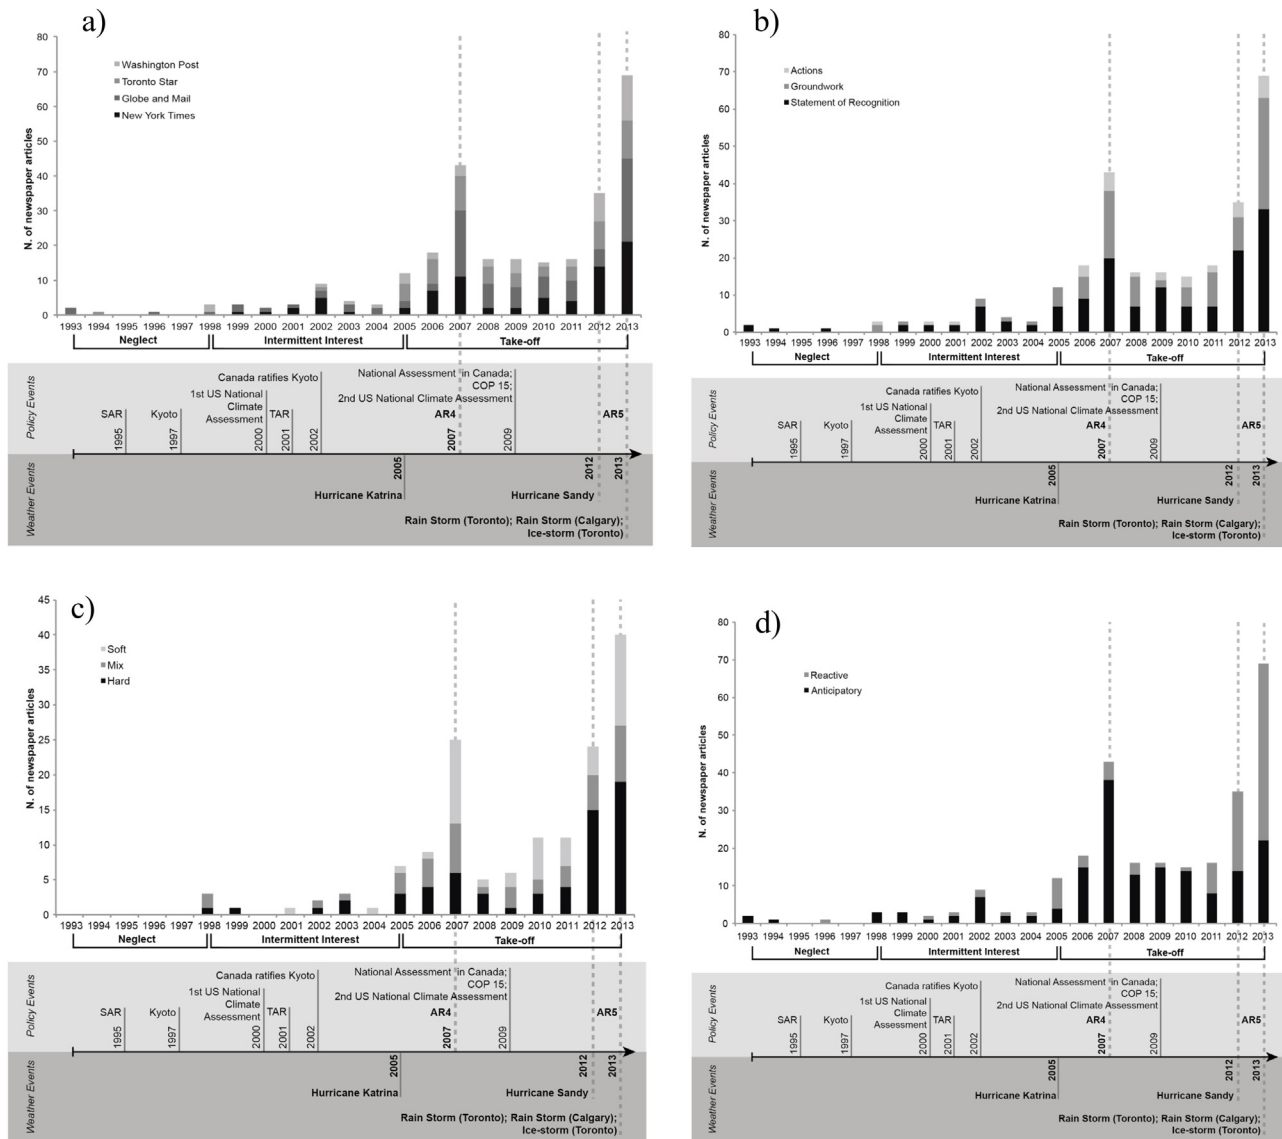 a)
80
70
60
50
40
30
20
10
0
N. of newspaper articles
Washington Post
Toronto Star
Globe and Mail
New York Times
1993 1994 1995 1996 1997 1998 1999 2000 2001 2002 2003 2004 2005 2006 2007 2008 2009 2010 2011 2012 2013
Neglect Intermittent Interest Take-off
Policy Events
Canada ratifies Kyoto
National Assessment in Canada;
COP 15;
2nd US National Climate Assessment
1st US National
Climate
Assessment
SAR
Kyoto
TAR
AR4
AR5
1995
1997
2000
2001
2002
2007
2009
Weather Events
2005
2012
2013
Hurricane Katrina
Hurricane Sandy
Rain Storm (Toronto); Rain Storm (Calgary);
Ice-storm (Toronto)
b)
80
70
60
50
40
30
20
10
0
N. of newspaper articles
Actions
Groundwork
Statement of Recognition
1993 1994 1995 1996 1997 1998 1999 2000 2001 2002 2003 2004 2005 2006 2007 2008 2009 2010 2011 2012 2013
Neglect Intermittent Interest Take-off
Policy Events
Canada ratifies Kyoto
National Assessment in Canada;
COP 15;
2nd US National Climate Assessment
1st US National
Climate
Assessment
SAR
Kyoto
TAR
AR4
AR5
1995
1997
2000
2001
2002
2007
2009
Weather Events
2005
2012
2013
Hurricane Katrina
Hurricane Sandy
Rain Storm (Toronto); Rain Storm (Calgary);
Ice-storm (Toronto)
c)
45
40
35
30
25
20
15
10
5
0
N. of newspaper articles
Soft
Mix
Hard
1993 1994 1995 1996 1997 1998 1999 2000 2001 2002 2003 2004 2005 2006 2007 2008 2009 2010 2011 2012 2013
Neglect Intermittent Interest Take-off
Policy Events
Canada ratifies Kyoto
National Assessment in Canada;
COP 15;
2nd US National Climate Assessment
1st US National
Climate
Assessment
SAR
Kyoto
TAR
AR4
AR5
1995
1997
2000
2001
2002
2007
2009
Weather Events
2005
2012
2013
Hurricane Katrina
Hurricane Sandy
Rain Storm (Toronto); Rain Storm (Calgary);
Ice-storm (Toronto)
d)
80
70
60
50
40
30
20
10
0
N. of newspaper articles
Reactive
Anticipatory
1993 1994 1995 1996 1997 1998 1999 2000 2001 2002 2003 2004 2005 2006 2007 2008 2009 2010 2011 2012 2013
Neglect Intermittent Interest Take-off
Policy Events
Canada ratifies Kyoto
National Assessment in Canada;
COP 15;
2nd US National Climate Assessment
1st US National
Climate
Assessment
SAR
Kyoto
TAR
AR4
AR5
1995
1997
2000
2001
2002
2007
2009
Weather Events
2005
2012
2013
Hurricane Katrina
Hurricane Sandy
Rain Storm (Toronto); Rain Storm (Calgary);
Ice-storm (Toronto)